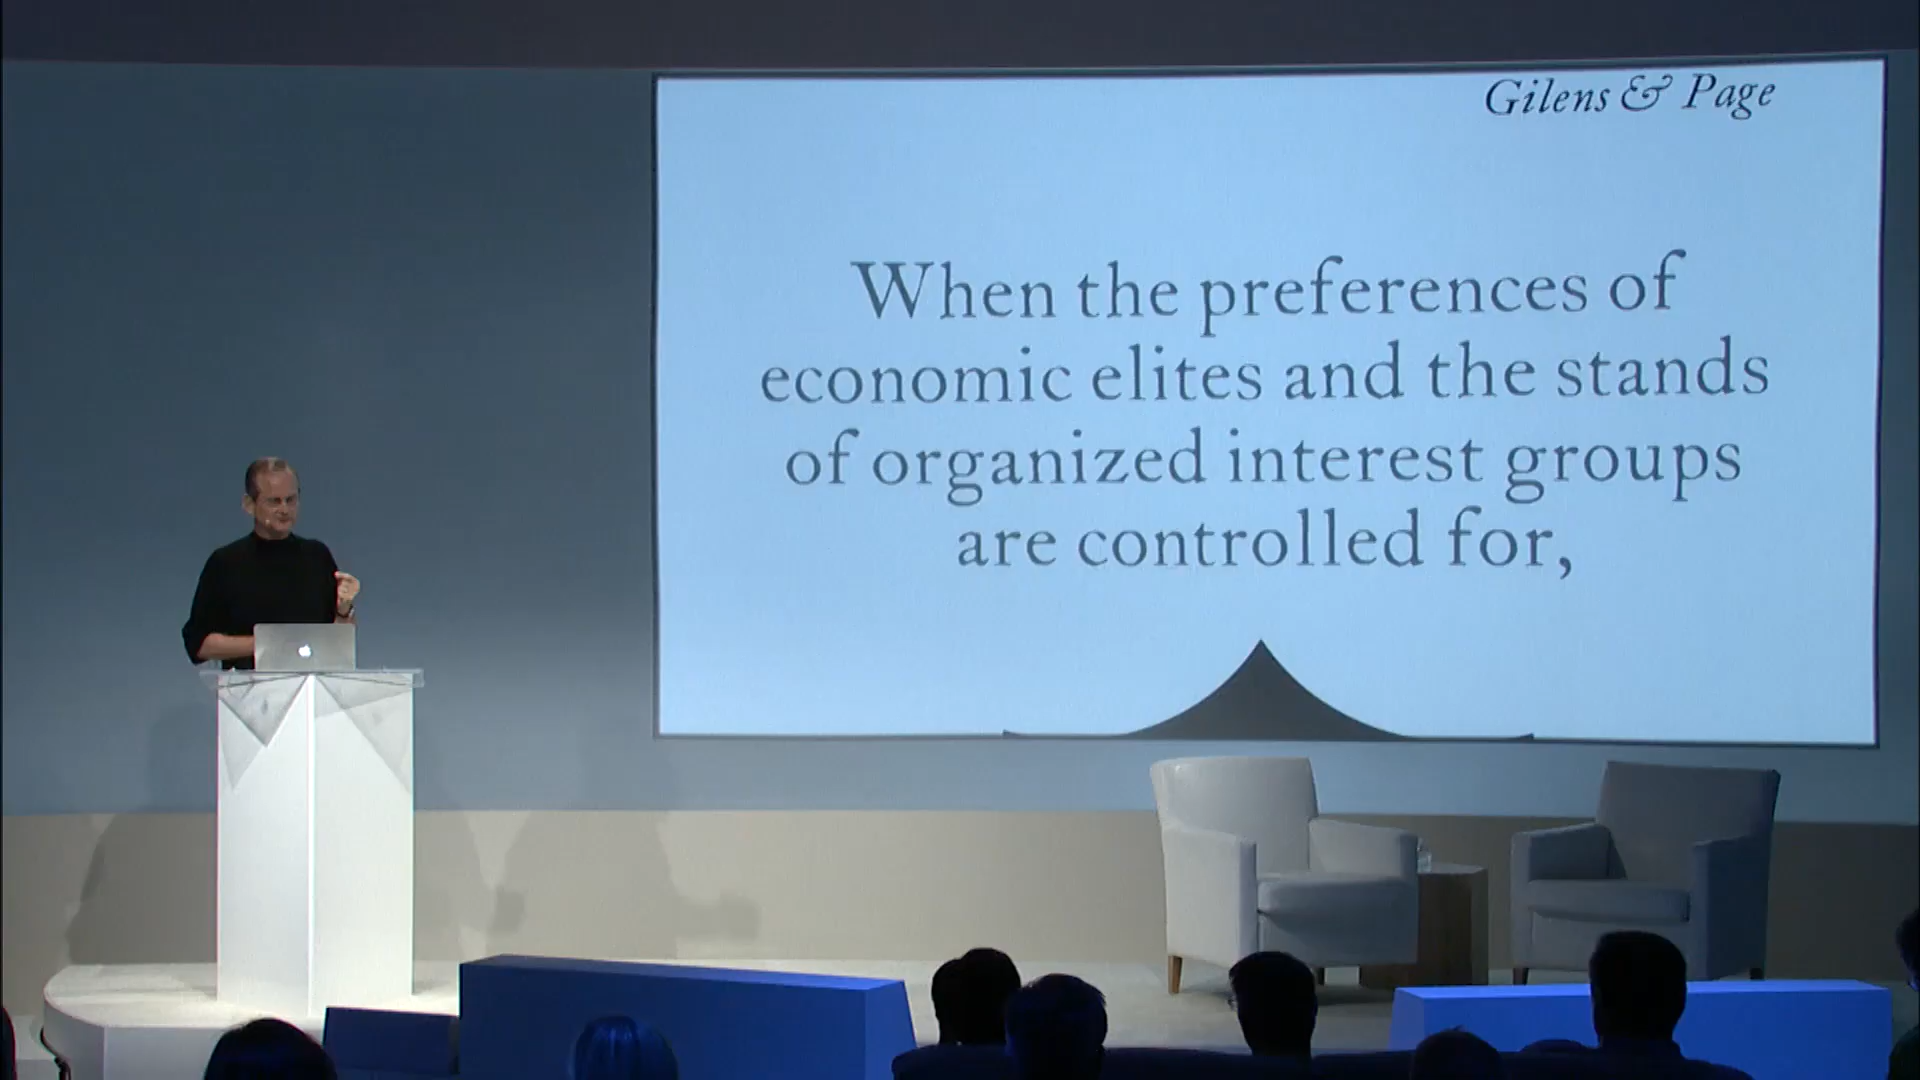 Gilens & Page
When the preferences of
economic elites and the stands
of organized interest groups
are controlled for,